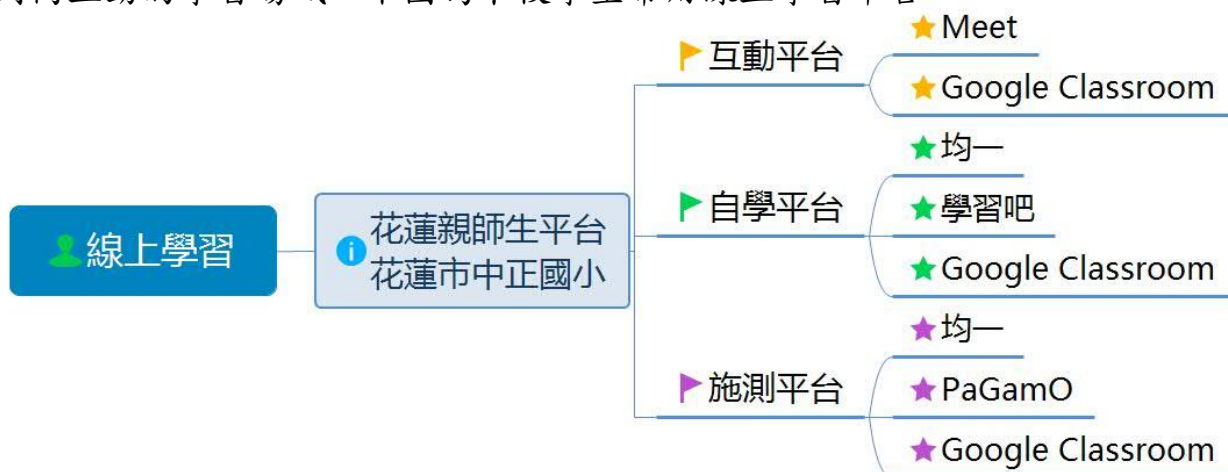 Meet
互動平台
Google Classroom
均一
自學平台
學習吧
Google Classroom
線上學習
花蓮親師生平台
花蓮市中正國小
均一
施測平台
PaGamO
Google Classroom